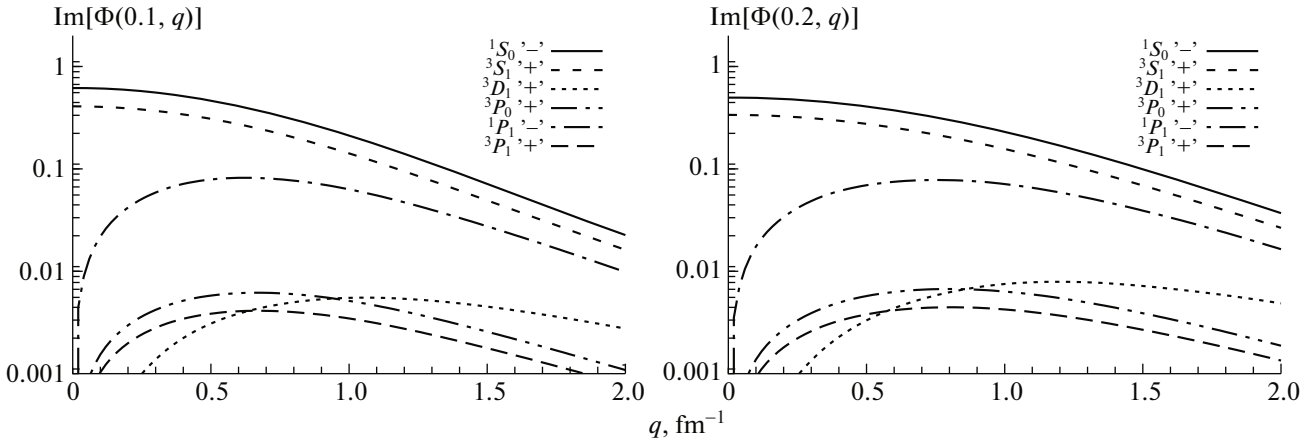 Im[Φ(0.1, q)]
1
0.1
0.01
0.001
0 0.5 1.0 1.5 2.0
¹S₀ ’–’
³S₁ ’+’
³D₁ ’+’
³P₀ ’+’
¹P₁ ’–’
³P₁ ’+’
Im[Φ(0.2, q)]
1
0.1
0.01
0.001
0 0.5 1.0 1.5 2.0
¹S₀ ’–’
³S₁ ’+’
³D₁ ’+’
³P₀ ’+’
¹P₁ ’–’
³P₁ ’+’
q, fm⁻¹